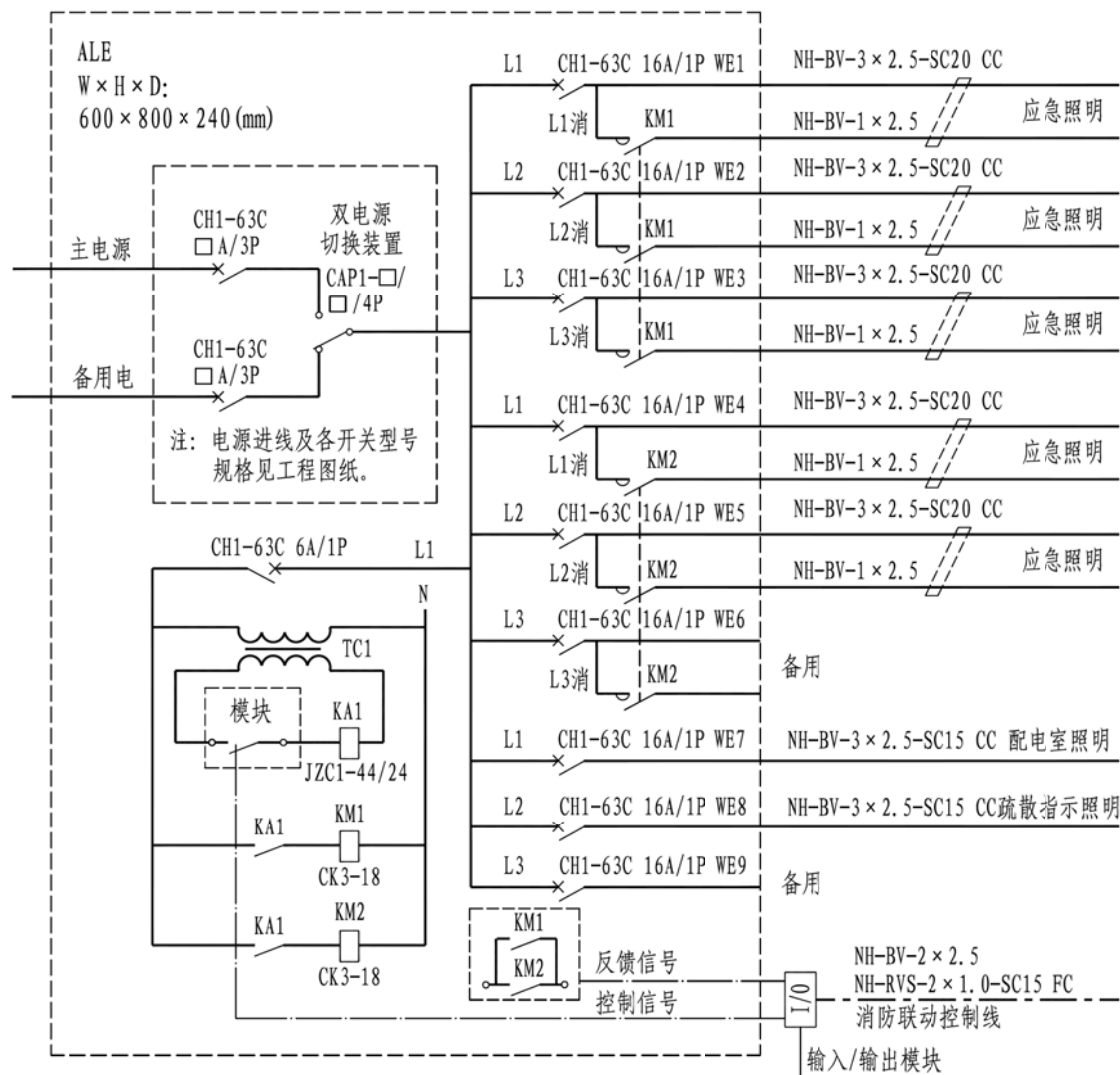 ALE
W×H×D:
600×800×240(mm)
主电源
CH1-63C
□A/3P
双电源
切换装置
CAP1-□/
□/4P
备用电
CH1-63C
□A/3P
注: 电源进线及各开关型号
规格见工程图纸。
L1 CH1-63C 16A/1P WE1 NH-BV-3×2.5-SC20 CC
L1消 KM1 NH-BV-1×2.5 应急照明
L2 CH1-63C 16A/1P WE2 NH-BV-3×2.5-SC20 CC
L2消 KM1 NH-BV-1×2.5 应急照明
L3 CH1-63C 16A/1P WE3 NH-BV-3×2.5-SC20 CC
L3消 KM1 NH-BV-1×2.5 应急照明
L1 CH1-63C 16A/1P WE4 NH-BV-3×2.5-SC20 CC
L1消 KM2 NH-BV-1×2.5 应急照明
L2 CH1-63C 16A/1P WE5 NH-BV-3×2.5-SC20 CC
L2消 KM2 NH-BV-1×2.5 应急照明
L3 CH1-63C 16A/1P WE6
L3消 KM2 备用
L1 CH1-63C 16A/1P WE7 NH-BV-3×2.5-SC15 CC 配电室照明
L2 CH1-63C 16A/1P WE8 NH-BV-3×2.5-SC15 CC疏散指示照明
L3 CH1-63C 16A/1P WE9 备用
CH1-63C 6A/1P L1
N
TC1
模块 KA1
JZC1-44/24
KA1 KM1
CK3-18
KA1 KM2
CK3-18
KM1
KM2
反馈信号
控制信号
I/O
NH-BV-2×2.5
NH-RVS-2×1.0-SC15 FC
消防联动控制线
输入/输出模块